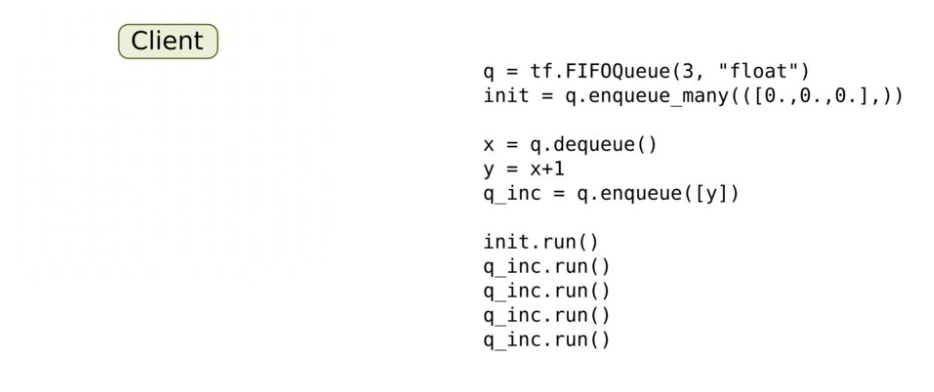 Client
q = tf.FIFOQueue(3, "float")
init = q.enqueue_many(([0.,0.,0.],))
x = q.dequeue()
y = x+1
q_inc = q.enqueue([y])
init.run()
q_inc.run()
q_inc.run()
q_inc.run()
q_inc.run()